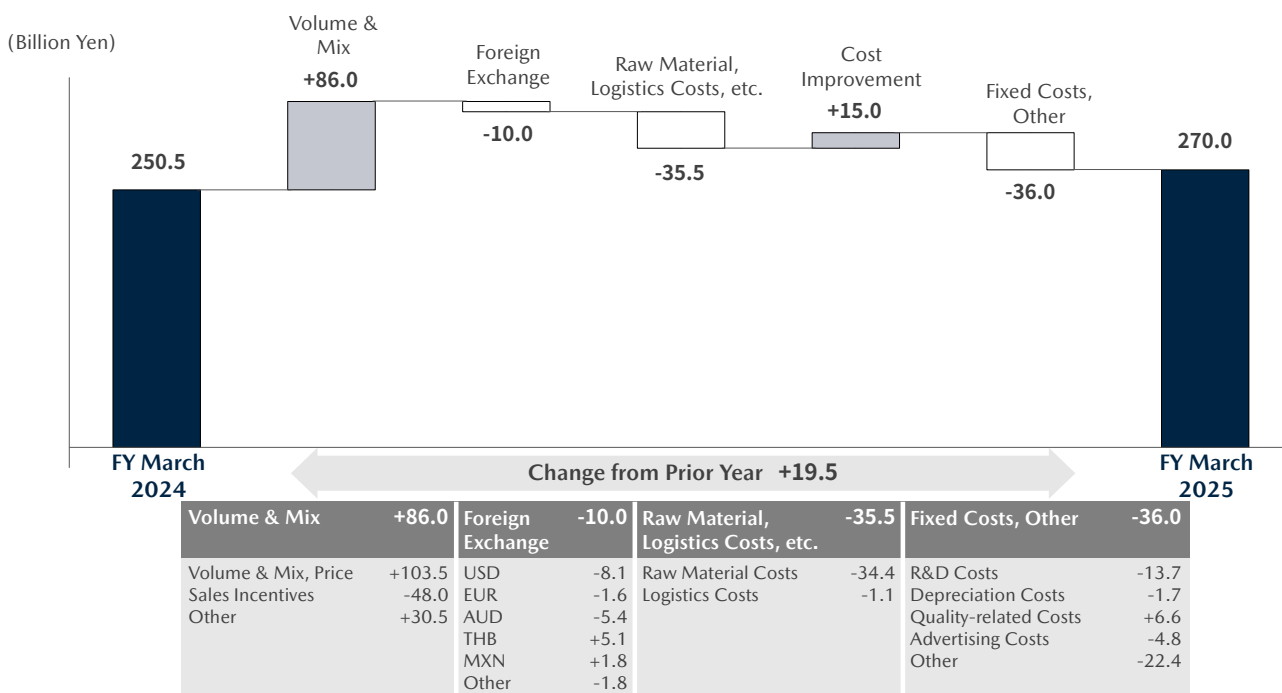 (Billion Yen)
Volume &
Mix
+86.0
Foreign
Exchange
-10.0
Raw Material,
Logistics Costs, etc.
-35.5
Cost
Improvement
+15.0
Fixed Costs,
Other
-36.0
250.5
270.0
FY March
2024
Change from Prior Year +19.5
FY March
2025
Volume & Mix +86.0
Volume & Mix, Price +103.5
Sales Incentives -48.0
Other +30.5
Foreign -10.0
Exchange
USD -8.1
EUR -1.6
AUD -5.4
THB +5.1
MXN +1.8
Other -1.8
Raw Material, -35.5
Logistics Costs, etc.
Raw Material Costs -34.4
Logistics Costs -1.1
Fixed Costs, Other -36.0
R&D Costs -13.7
Depreciation Costs -1.7
Quality-related Costs +6.6
Advertising Costs -4.8
Other -22.4